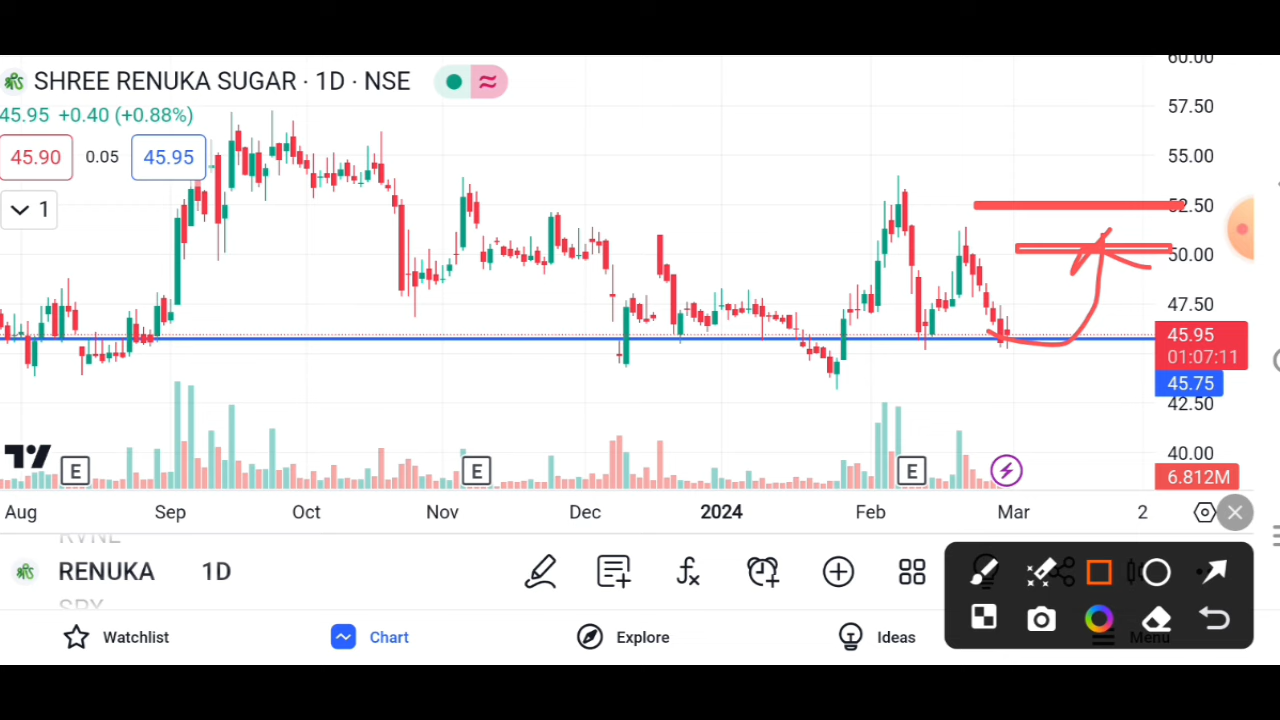 60.00
SHREE RENUKA SUGAR · 1D · NSE
45.95 +0.40 (+0.88%)
57.50
45.90 0.05 45.95
55.00
1
52.50
50.00
47.50
45.95
01:07:11
45.75
42.50
40.00
E E E
6.812M
Aug Sep Oct Nov Dec 2024 Feb Mar 2
RVNL
RENUKA 1D
SPX
Watchlist Chart Explore Ideas Menu